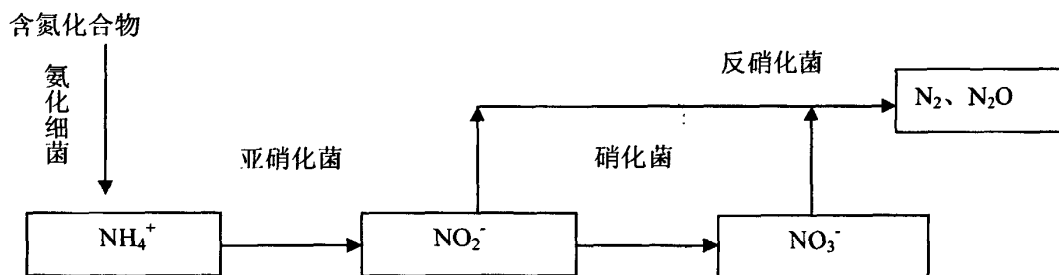 含氮化合物
氨化细菌
反硝化菌
N₂、N₂O
亚硝化菌
硝化菌
NH₄⁺
NO₂⁻
NO₃⁻